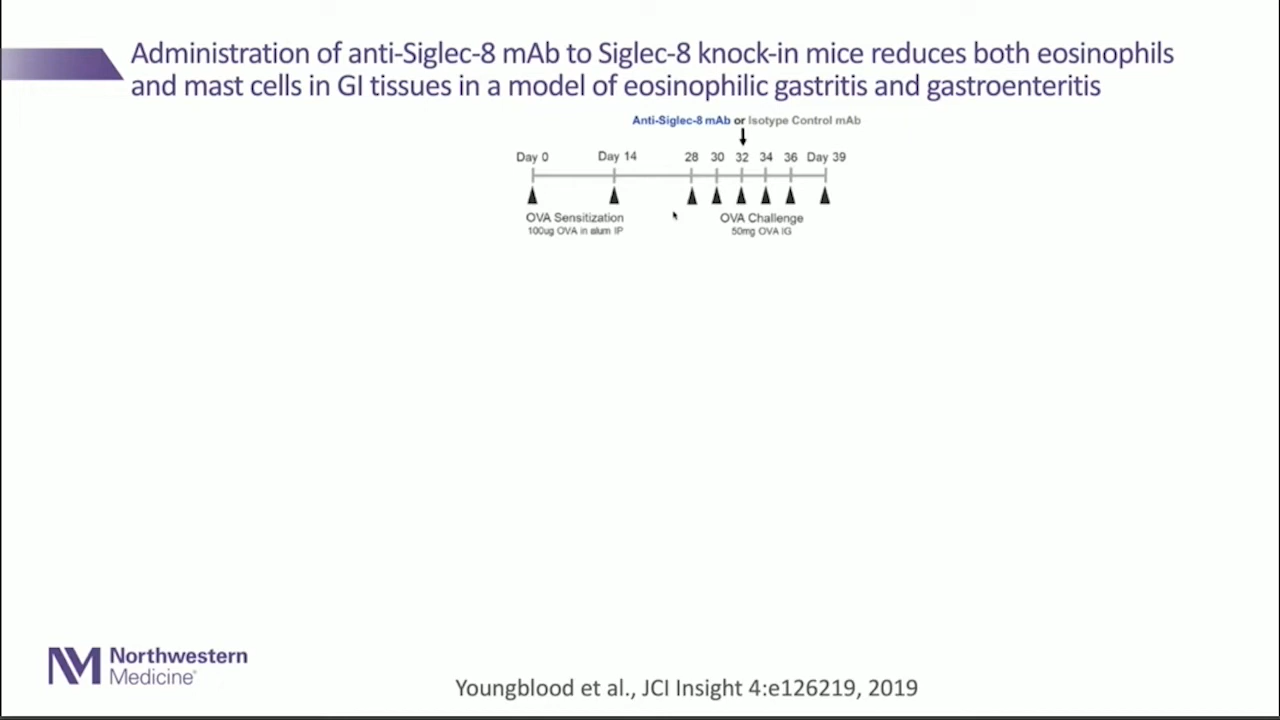 Administration of anti-Siglec-8 mAb to Siglec-8 knock-in mice reduces both eosinophils
and mast cells in GI tissues in a model of eosinophilic gastritis and gastroenteritis
Anti-Siglec-8 mAb or Isotype Control mAb
Day 0 Day 14 28 30 32 34 36 Day 39
OVA Sensitization OVA Challenge
100ug OVA in alum IP 50mg OVA IG
Northwestern
Medicine®
Youngblood et al., JCI Insight 4:e126219, 2019